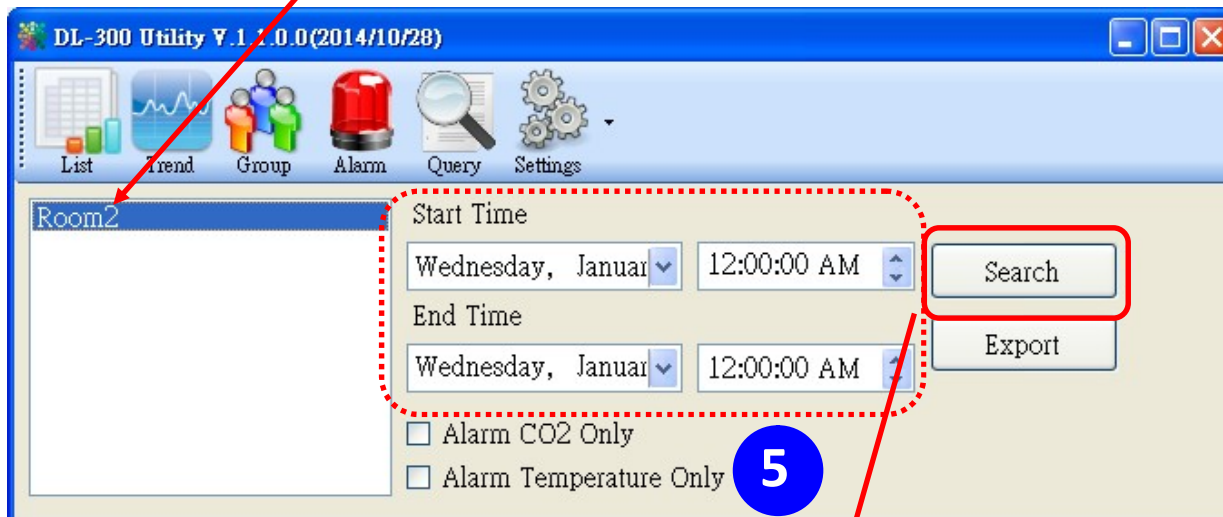 DL-300 Utility V.1.1.0.0(2014/10/28)
List Trend Group Alarm Query Settings
Room2
Start Time
Wednesday, Januar 12:00:00 AM
Search
End Time
Wednesday, Januar 12:00:00 AM
Export
Alarm CO2 Only
Alarm Temperature Only
5